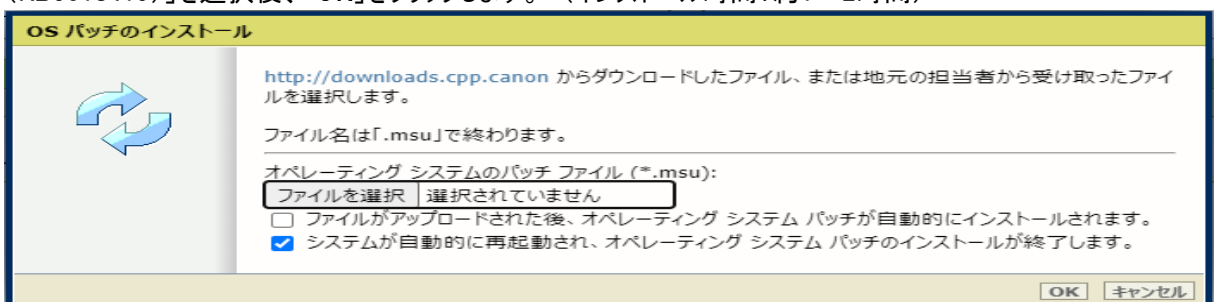 OS パッチのインストール
http://downloads.cpp.canon からダウンロードしたファイル、または地元の担当者から受け取ったファイ
ルを選択します。
ファイル名は「.msu」で終わります。
オペレーティング システムのパッチ ファイル (*.msu):
ファイルを選択 選択されていません
ファイルがアップロードされた後、オペレーティング システム パッチが自動的にインストールされます。
システムが自動的に再起動され、オペレーティング システム パッチのインストールが終了します。
OK キャンセル